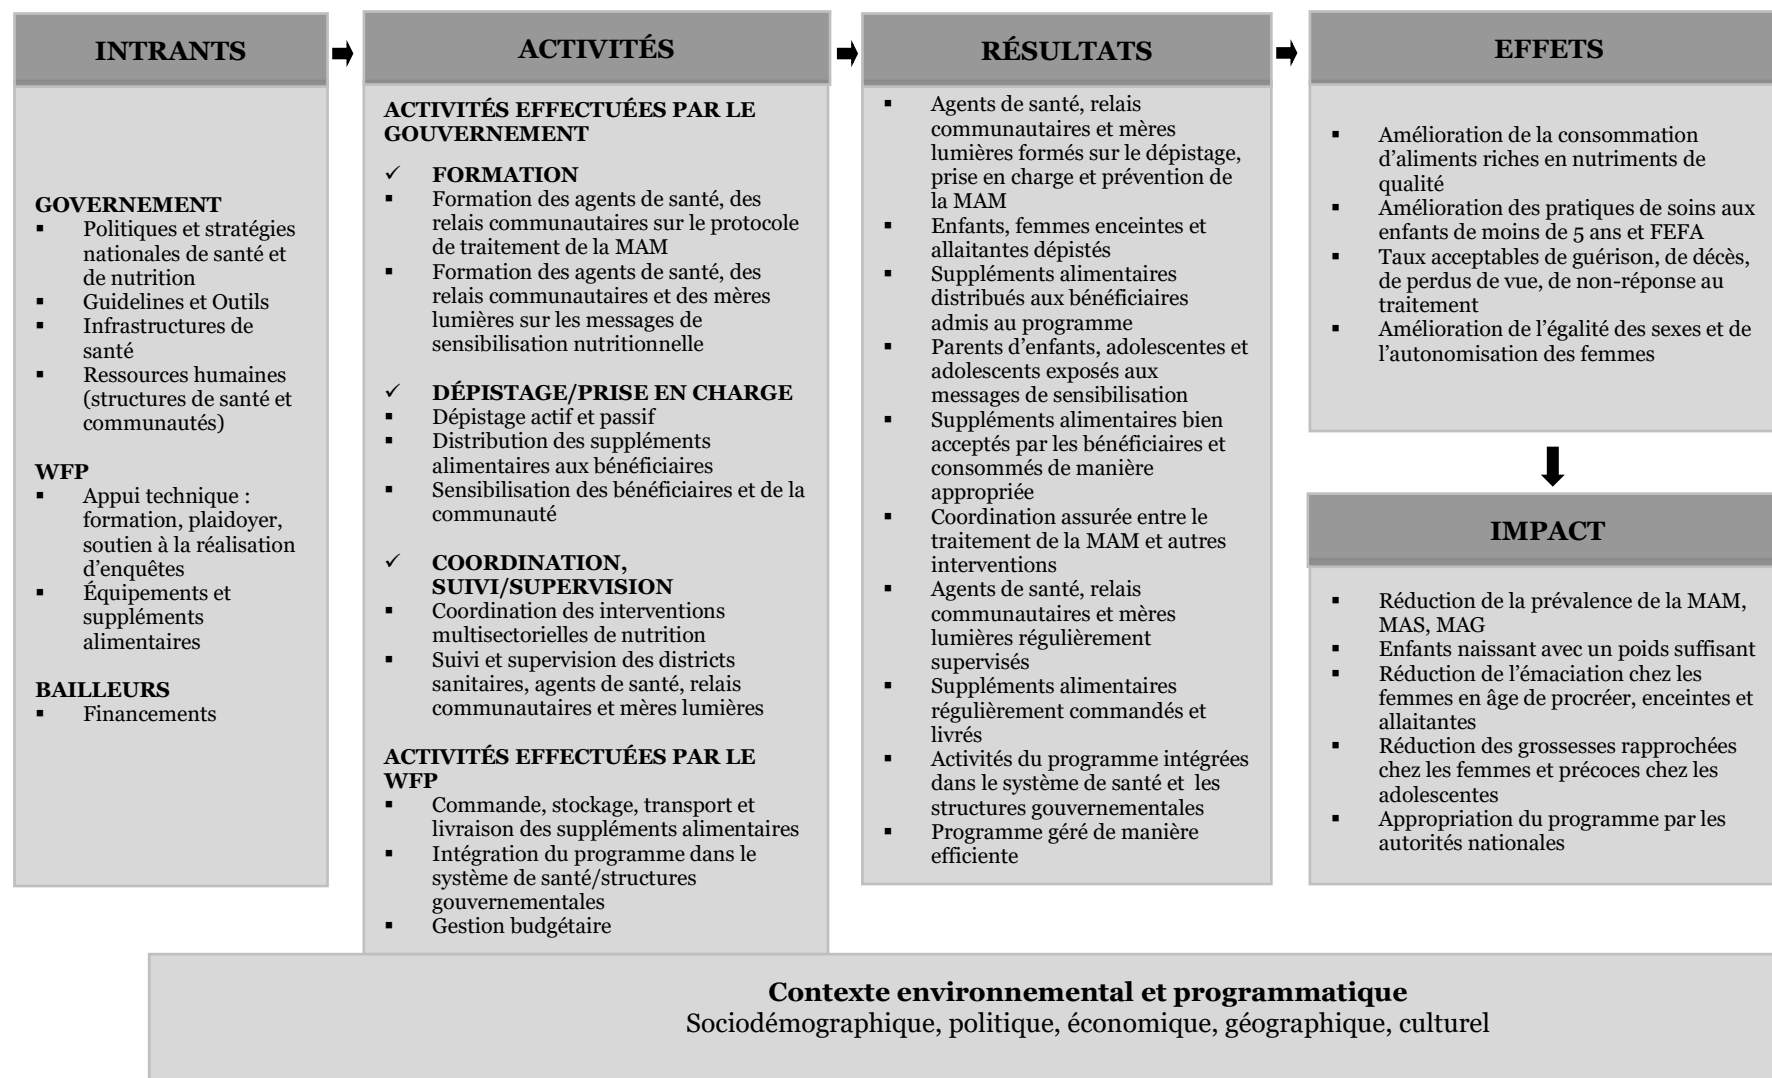 INTRANTS
GOVERNEMENT
▪ Politiques et stratégies
nationales de santé et
de nutrition
▪ Guidelines et Outils
▪ Infrastructures de
santé
▪ Ressources humaines
(structures de santé et
communautés)
WFP
▪ Appui technique :
formation, plaidoyer,
soutien à la réalisation
d’enquêtes
▪ Équipements et
suppléments
alimentaires
BAILLEURS
▪ Financements
ACTIVITÉS
ACTIVITÉS EFFECTUÉES PAR LE
GOUVERNEMENT
✓ FORMATION
▪ Formation des agents de santé, des
relais communautaires sur le protocole
de traitement de la MAM
▪ Formation des agents de santé, des
relais communautaires et des mères
lumières sur les messages de
sensibilisation nutritionnelle
✓ DÉPISTAGE/PRISE EN CHARGE
▪ Dépistage actif et passif
▪ Distribution des suppléments
alimentaires aux bénéficiaires
▪ Sensibilisation des bénéficiaires et de la
communauté
✓ COORDINATION,
SUIVI/SUPERVISION
▪ Coordination des interventions
multisectorielles de nutrition
▪ Suivi et supervision des districts
sanitaires, agents de santé, relais
communautaires et mères lumières
ACTIVITÉS EFFECTUÉES PAR LE
WFP
▪ Commande, stockage, transport et
livraison des suppléments alimentaires
▪ Intégration du programme dans le
système de santé/structures
gouvernementales
▪ Gestion budgétaire
RÉSULTATS
▪ Agents de santé, relais
communautaires et mères
lumières formés sur le dépistage,
prise en charge et prévention de
la MAM
▪ Enfants, femmes enceintes et
allaitantes dépistés
▪ Suppléments alimentaires
distribués aux bénéficiaires
admis au programme
▪ Parents d’enfants, adolescentes et
adolescents exposés aux
messages de sensibilisation
▪ Suppléments alimentaires bien
acceptés par les bénéficiaires et
consommés de manière
appropriée
▪ Coordination assurée entre le
traitement de la MAM et autres
interventions
▪ Agents de santé, relais
communautaires et mères
lumières régulièrement
supervisés
▪ Suppléments alimentaires
régulièrement commandés et
livrés
▪ Activités du programme intégrées
dans le système de santé et les
structures gouvernementales
▪ Programme géré de manière
efficiente
EFFETS
▪ Amélioration de la consommation
d’aliments riches en nutriments de
qualité
▪ Amélioration des pratiques de soins aux
enfants de moins de 5 ans et FEFA
▪ Taux acceptables de guérison, de décès,
de perdus de vue, de non-réponse au
traitement
▪ Amélioration de l’égalité des sexes et de
l’autonomisation des femmes
IMPACT
▪ Réduction de la prévalence de la MAM,
MAS, MAG
▪ Enfants naissant avec un poids suffisant
▪ Réduction de l’émaciation chez les
femmes en âge de procréer, enceintes et
allaitantes
▪ Réduction des grossesses rapprochées
chez les femmes et précoces chez les
adolescentes
▪ Appropriation du programme par les
autorités nationales
Contexte environnemental et programmatique
Sociodémographique, politique, économique, géographique, culturel